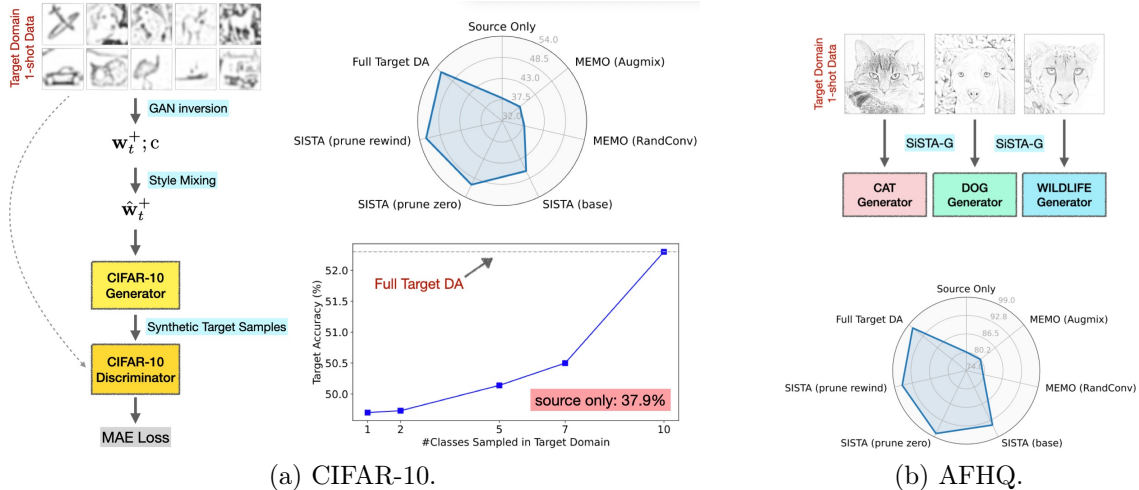 Target Domain
1-shot Data
GAN inversion
w_t^+; c
Style Mixing
ŵ_t^+
CIFAR-10
Generator
Synthetic Target Samples
CIFAR-10
Discriminator
MAE Loss
Source Only
MEMO (Augmix)
MEMO (RandConv)
SISTA (base)
SISTA (prune zero)
SISTA (prune rewind)
Full Target DA
54.0
48.5
43.0
37.5
32.0
Target Accuracy (%)
52.0
51.5
51.0
50.5
50.0
Full Target DA
source only: 37.9%
1 2 5 7 10
#Classes Sampled in Target Domain
(a) CIFAR-10.
Target Domain
1-shot Data
SiSTA-G SiSTA-G
CAT
Generator
DOG
Generator
WILDLIFE
Generator
Source Only
MEMO (Augmix)
MEMO (RandConv)
SISTA (base)
SISTA (prune zero)
SISTA (prune rewind)
Full Target DA
99.0
92.8
86.5
80.2
74.0
(b) AFHQ.